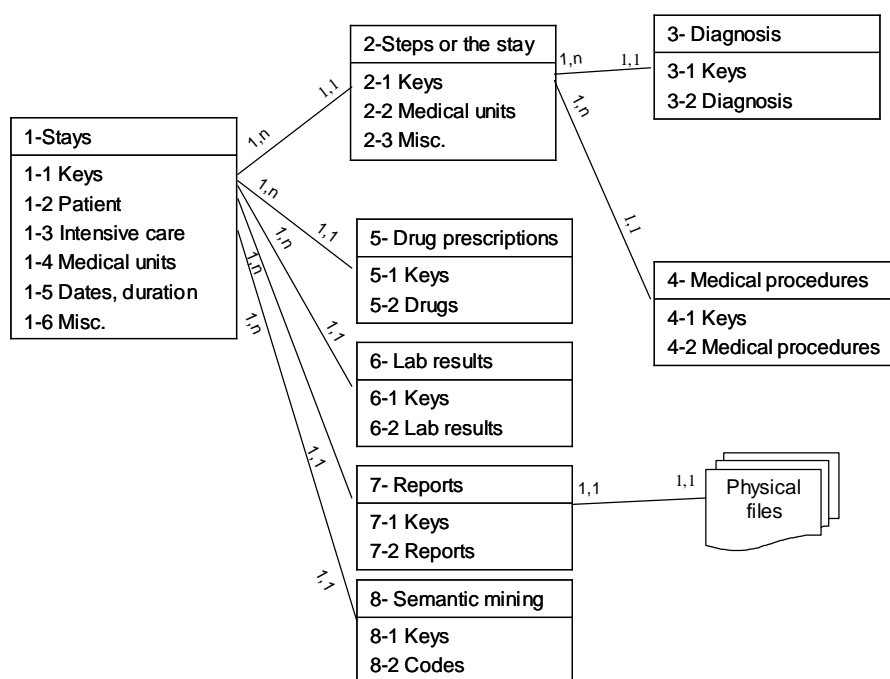 1-Stays
1-1 Keys
1-2 Patient
1-3 Intensive care
1-4 Medical units
1-5 Dates, duration
1-6 Misc.
1,n
1,1
1,n
1,1
1,n
1,1
1,n
1,1
1,n
1,1
2-Steps or the stay
2-1 Keys
2-2 Medical units
2-3 Misc.
1,n
1,1
1,n
1,1
3- Diagnosis
3-1 Keys
3-2 Diagnosis
4- Medical procedures
4-1 Keys
4-2 Medical procedures
5- Drug prescriptions
5-1 Keys
5-2 Drugs
6- Lab results
6-1 Keys
6-2 Lab results
7- Reports
7-1 Keys
7-2 Reports
1,1
1,1
Physical
files
8- Semantic mining
8-1 Keys
8-2 Codes